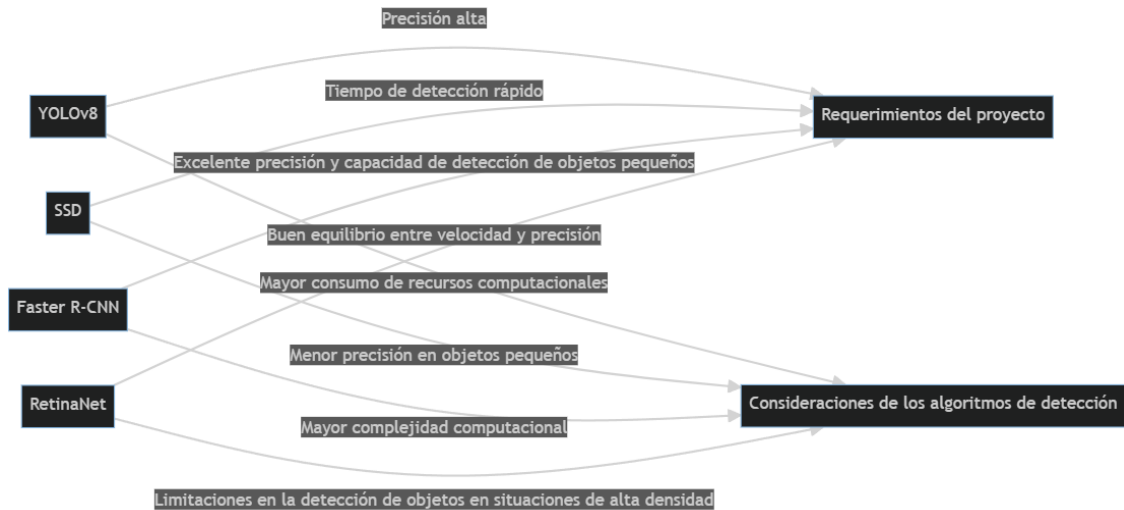 Precisión alta
Tiempo de detección rápido
YOLOv8
Requerimientos del proyecto
Excelente precisión y capacidad de detección de objetos pequeños
SSD
Buen equilibrio entre velocidad y precisión
Mayor consumo de recursos computacionales
Faster R-CNN
Menor precisión en objetos pequeños
RetinaNet
Consideraciones de los algoritmos de detección
Mayor complejidad computacional
Limitaciones en la detección de objetos en situaciones de alta densidad